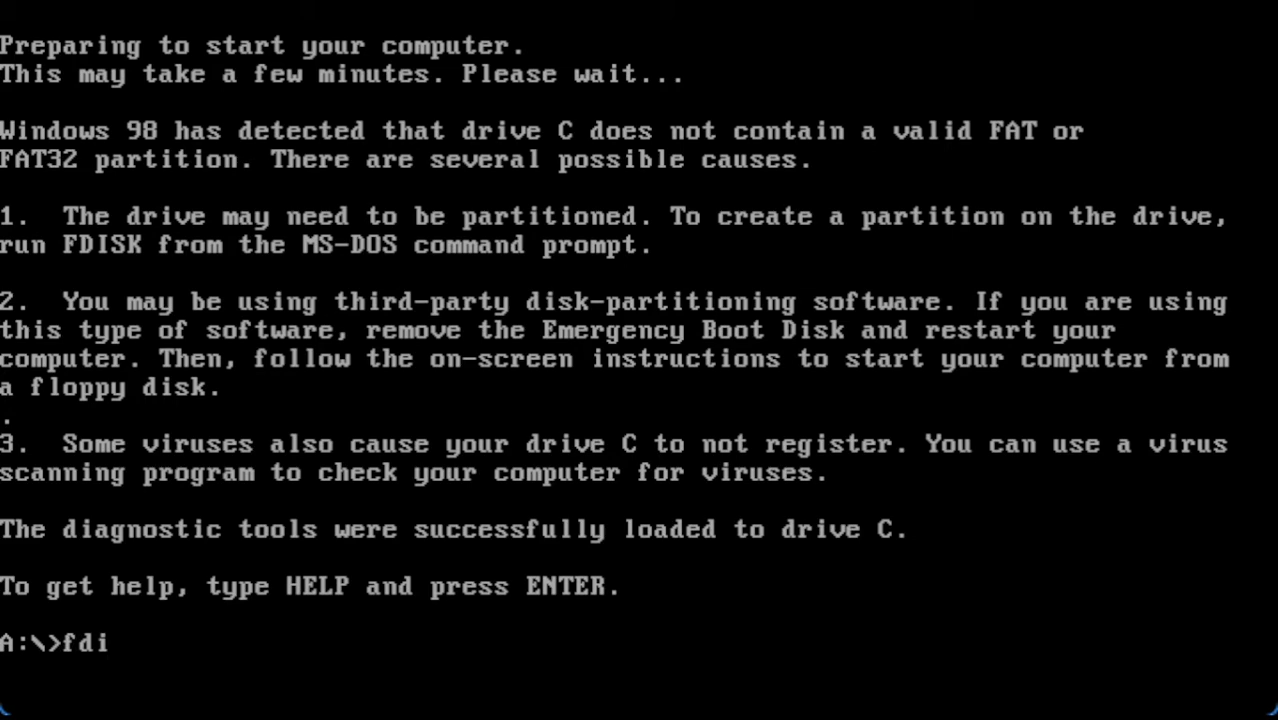 Preparing to start your computer.
This may take a few minutes. Please wait...
Windows 98 has detected that drive C does not contain a valid FAT or
FAT32 partition. There are several possible causes.
1.  The drive may need to be partitioned. To create a partition on the drive,
run FDISK from the MS-DOS command prompt.
2.  You may be using third-party disk-partitioning software. If you are using
this type of software, remove the Emergency Boot Disk and restart your
computer. Then, follow the on-screen instructions to start your computer from
a floppy disk.
.
3.  Some viruses also cause your drive C to not register. You can use a virus
scanning program to check your computer for viruses.
The diagnostic tools were successfully loaded to drive C.
To get help, type HELP and press ENTER.
A:\>fdi